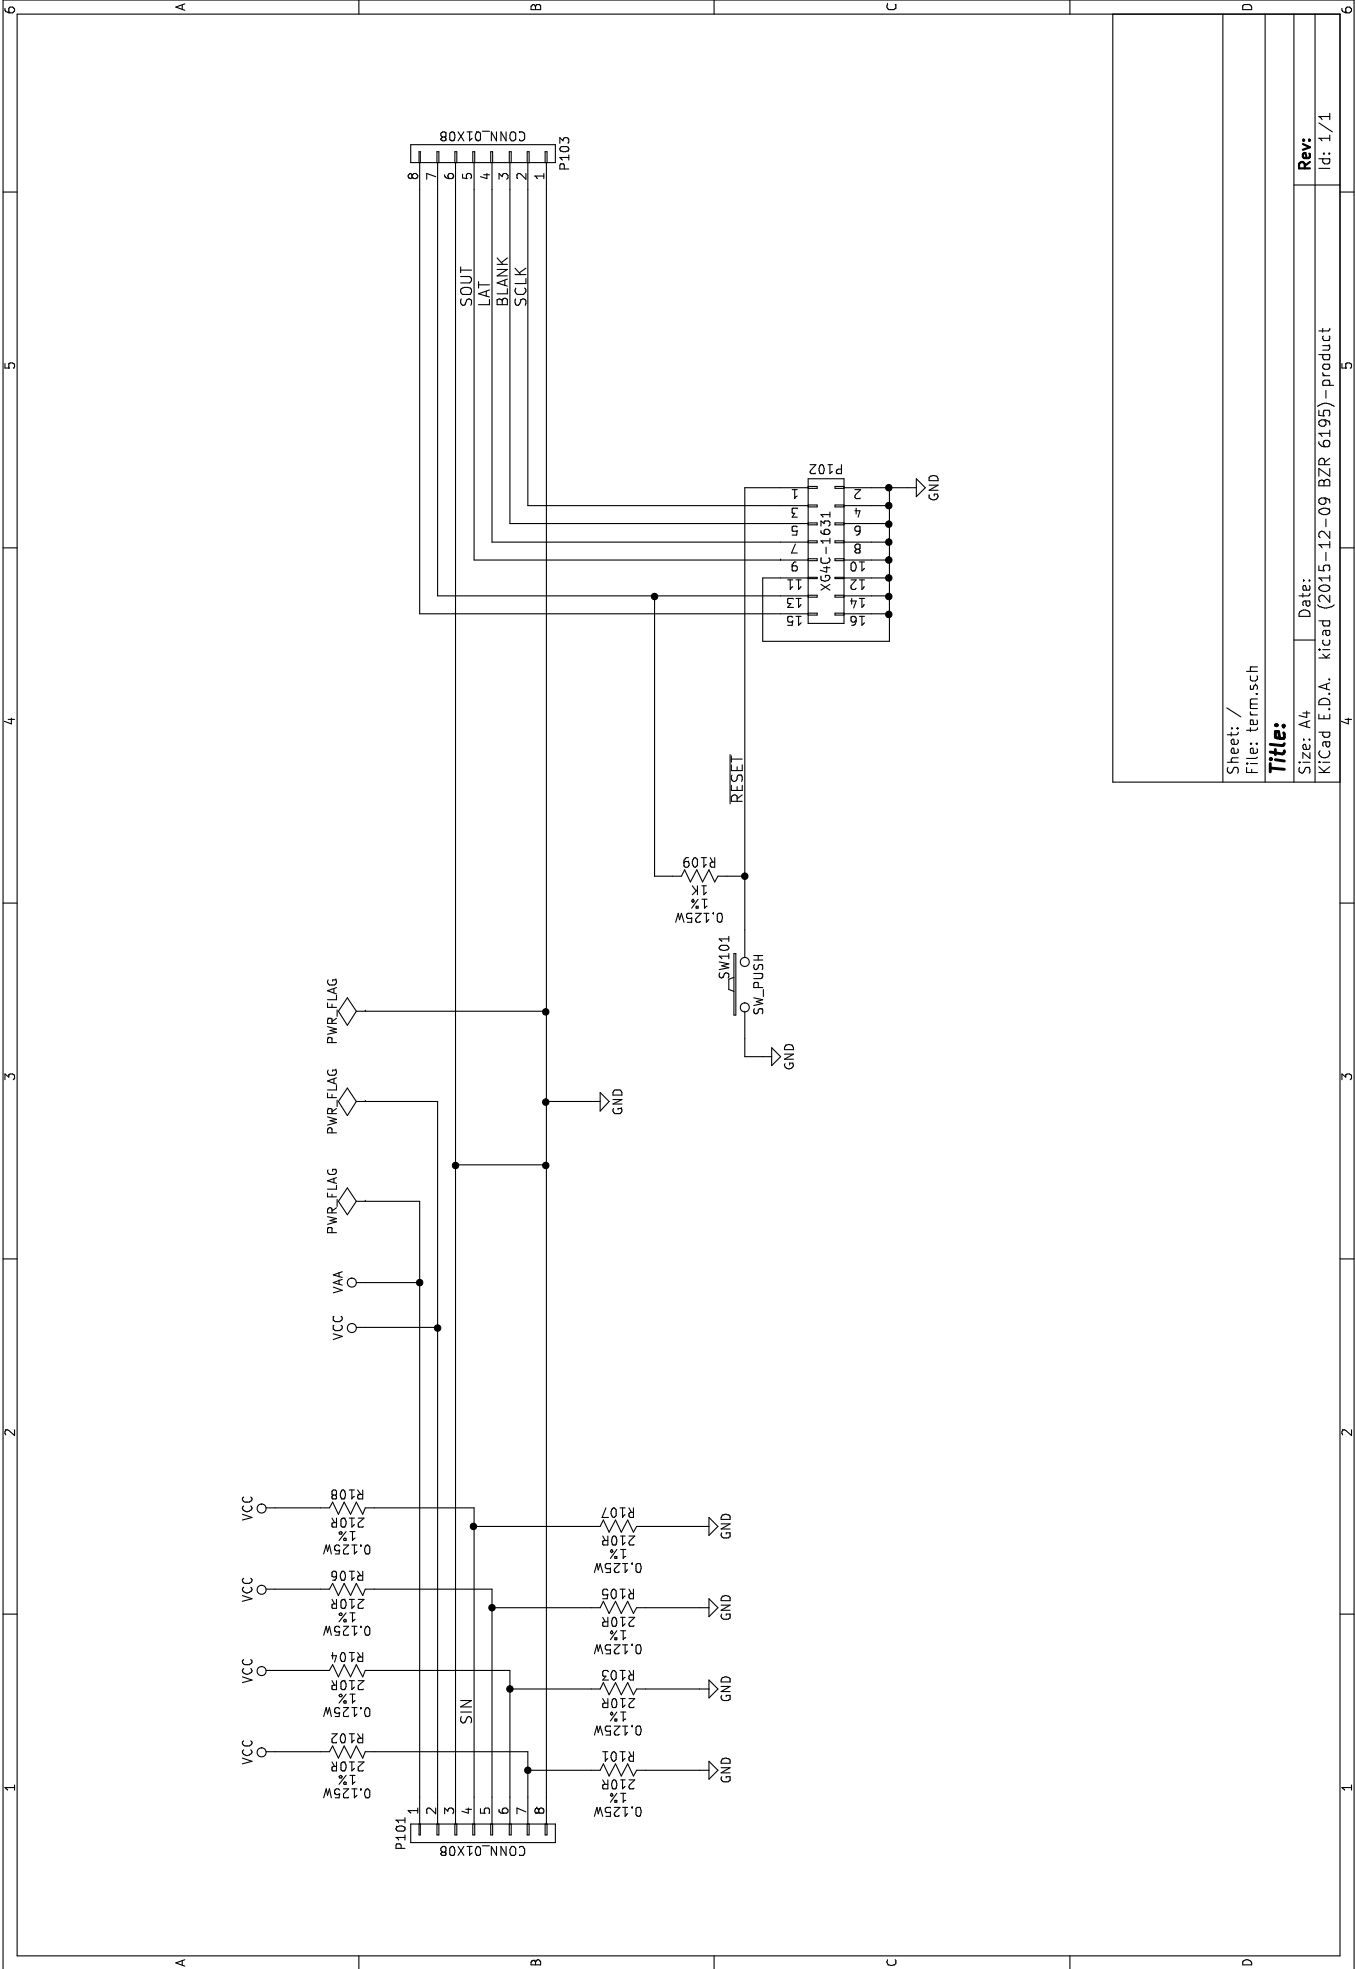 1
2
3
4
5
6
A
B
C
D
VCC
R102
210R
1%
0.125W
VCC
R104
210R
1%
0.125W
VCC
R106
210R
1%
0.125W
VCC
R108
210R
1%
0.125W
VCC
VAA
PWR_FLAG
PWR_FLAG
PWR_FLAG
P101
CONN_01X08
1
2
3
4
5
6
7
8
SIN
R101
210R
1%
0.125W
GND
R103
210R
1%
0.125W
GND
R105
210R
1%
0.125W
GND
R107
210R
1%
0.125W
GND
GND
SOUT
LAT
BLANK
SCLK
8
7
6
5
4
3
2
1
CONN_01X08
P103
R109
1K
1%
0.125W
SW101
SW_PUSH
GND
RESET
P102
XG4C-1631
1
3
5
7
9
11
13
15
2
4
6
8
10
12
14
16
GND
Sheet: /
File: term.sch
Title:
Size: A4
Date:
Rev:
KiCad E.D.A. kicad (2015-12-09 BZR 6195)-product
Id: 1/1
1
2
3
4
5
6
A
B
C
D